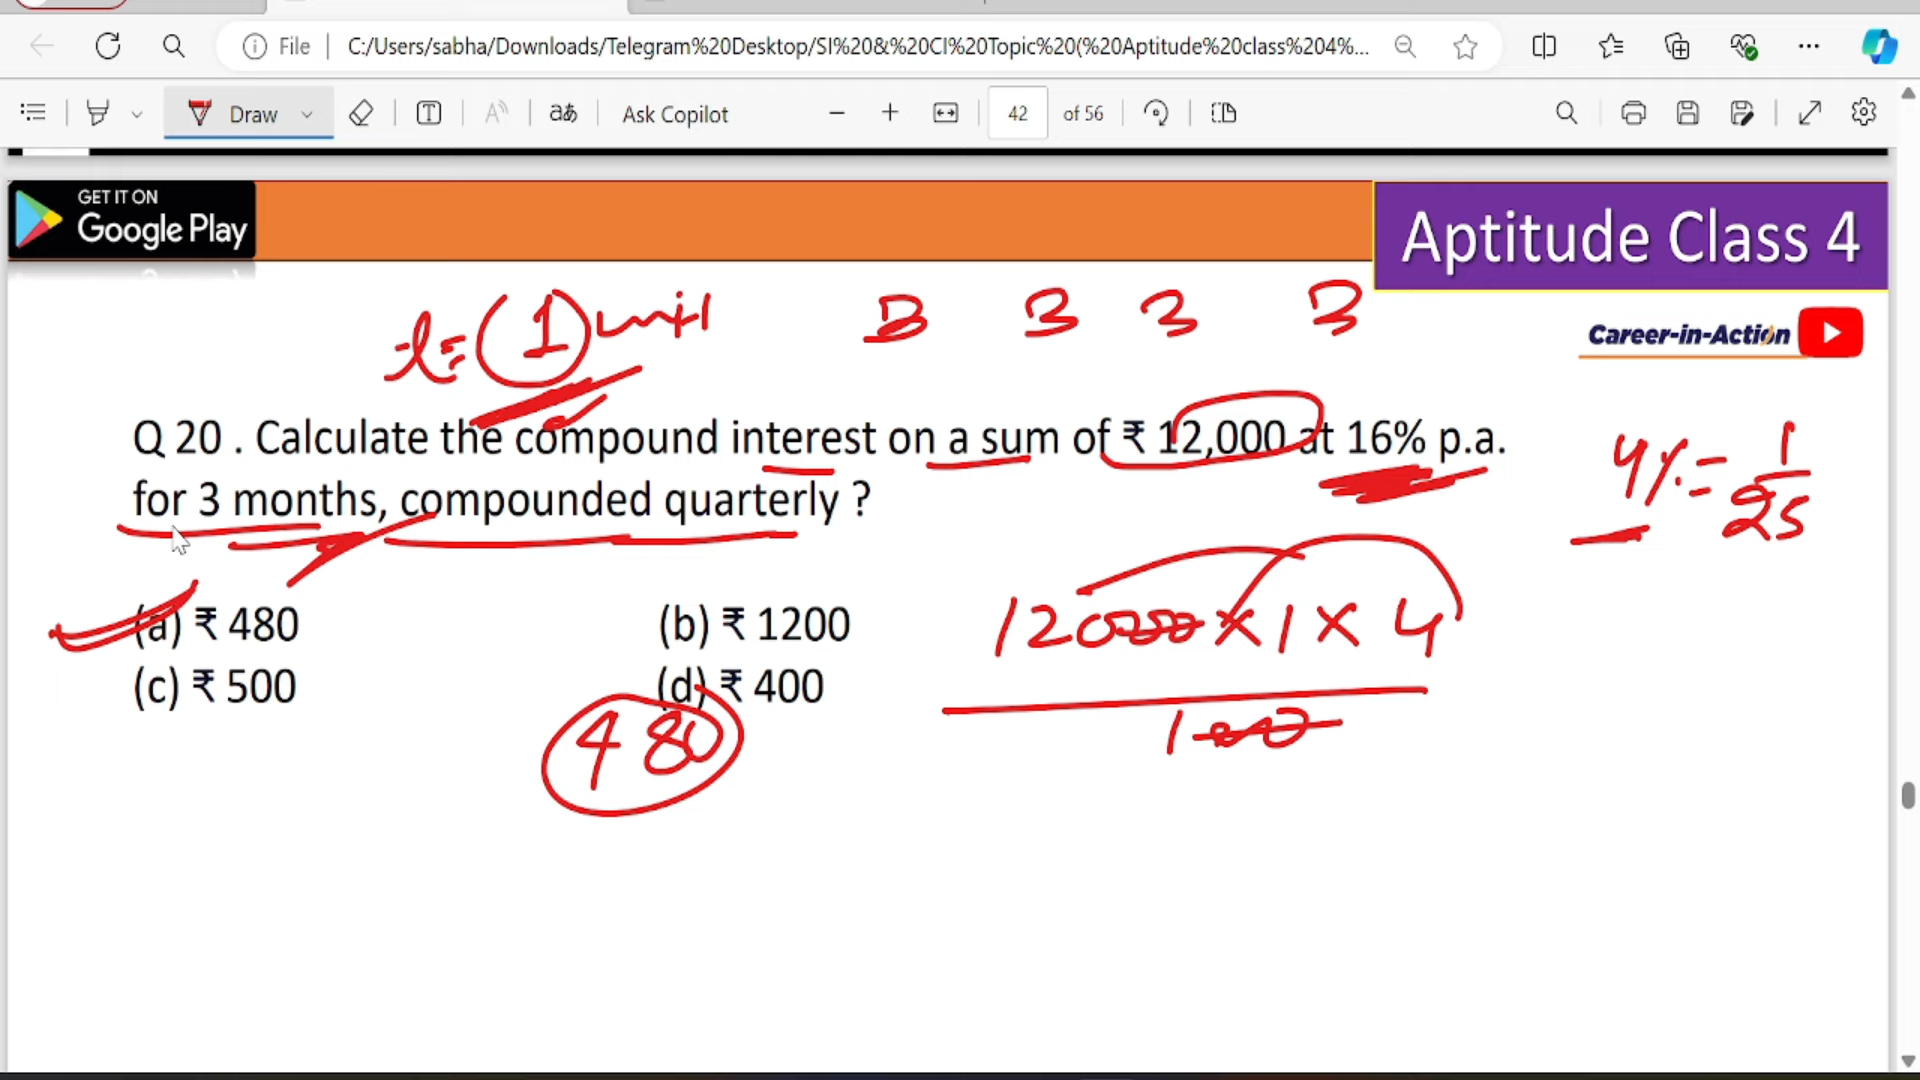 File
C:/Users/sabha/Downloads/Telegram%20Desktop/SI%20&%20CI%20Topic%20(%20Aptitude%20class%204%...
Draw
Ask Copilot
42 of 56
GET IT ON
Google Play
Aptitude Class 4
Career-in-Action
t= 1 unit 3 3 3 3
Q 20 . Calculate the compound interest on a sum of ₹ 12,000 at 16% p.a.
for 3 months, compounded quarterly ?
4% = 1/25
(a) ₹ 480 (b) ₹ 1200
(c) ₹ 500 (d) ₹ 400
12000 × 1 × 4
100
480